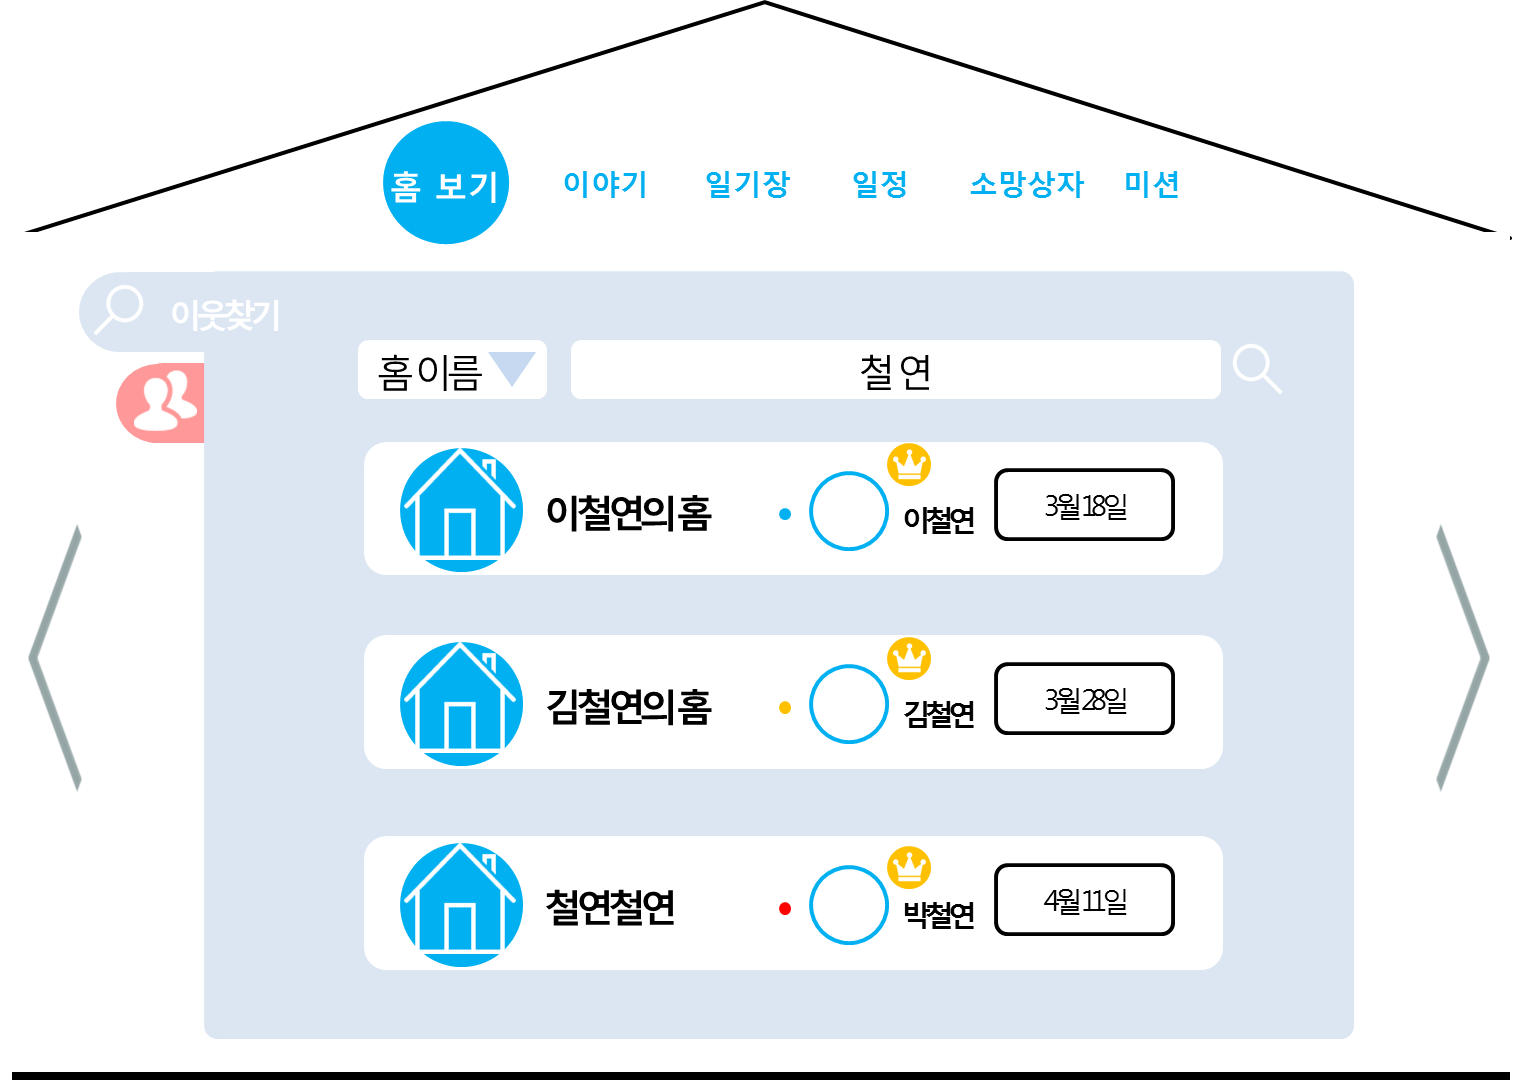 홈 보기 이야기 일기장 일정 소망상자 미션
이웃찾기
홈이름 철연
이철연의 홈 이철연 3월18일
김철연의 홈 김철연 3월28일
철연철연 박철연 4월11일